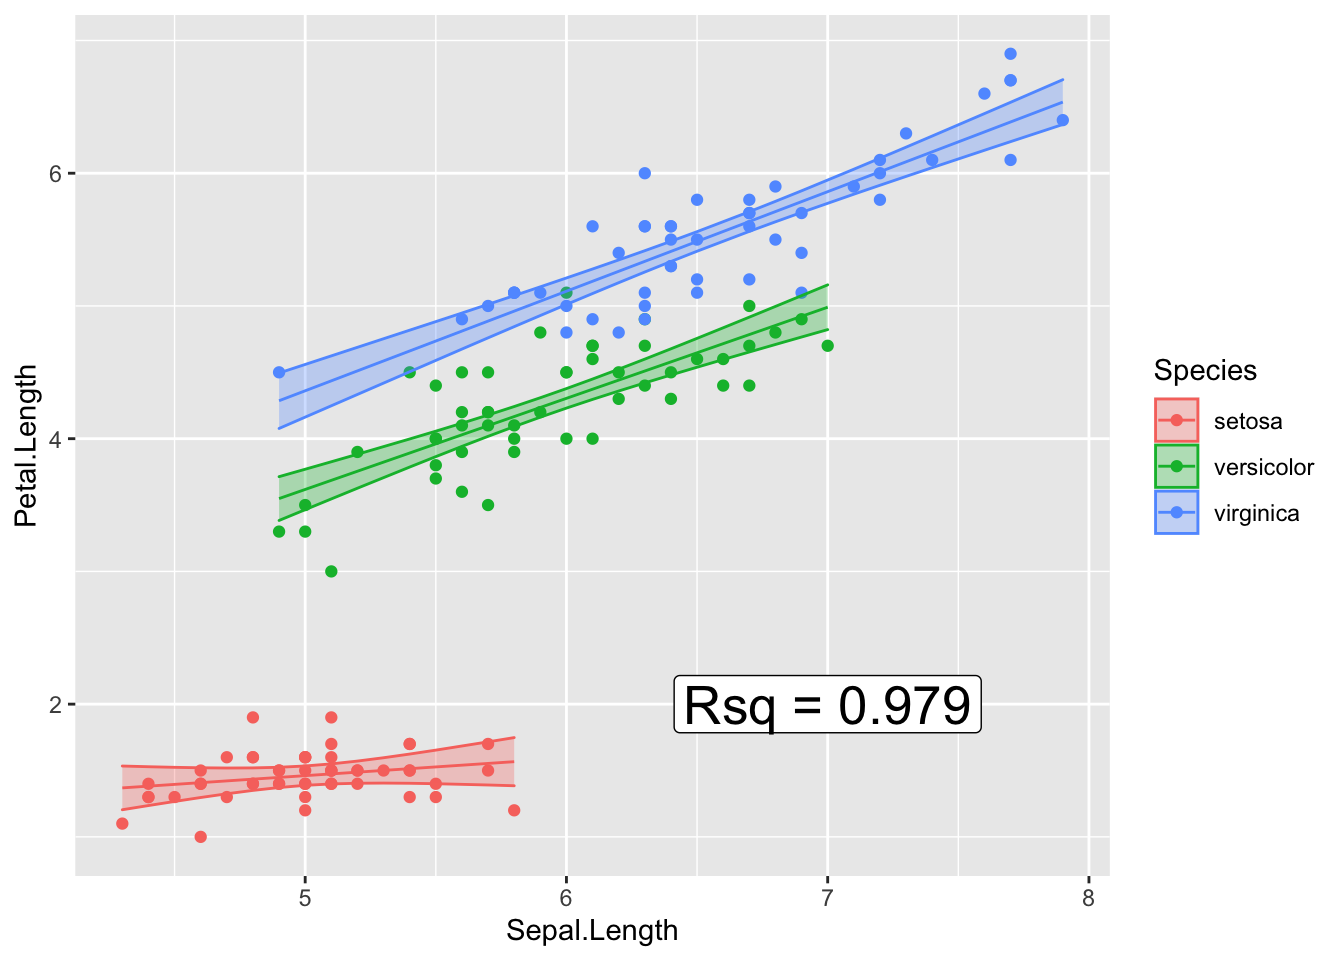 6
4
2
Petal.Length
Rsq = 0.979
5 6 7 8
Sepal.Length
Species
setosa
versicolor
virginica